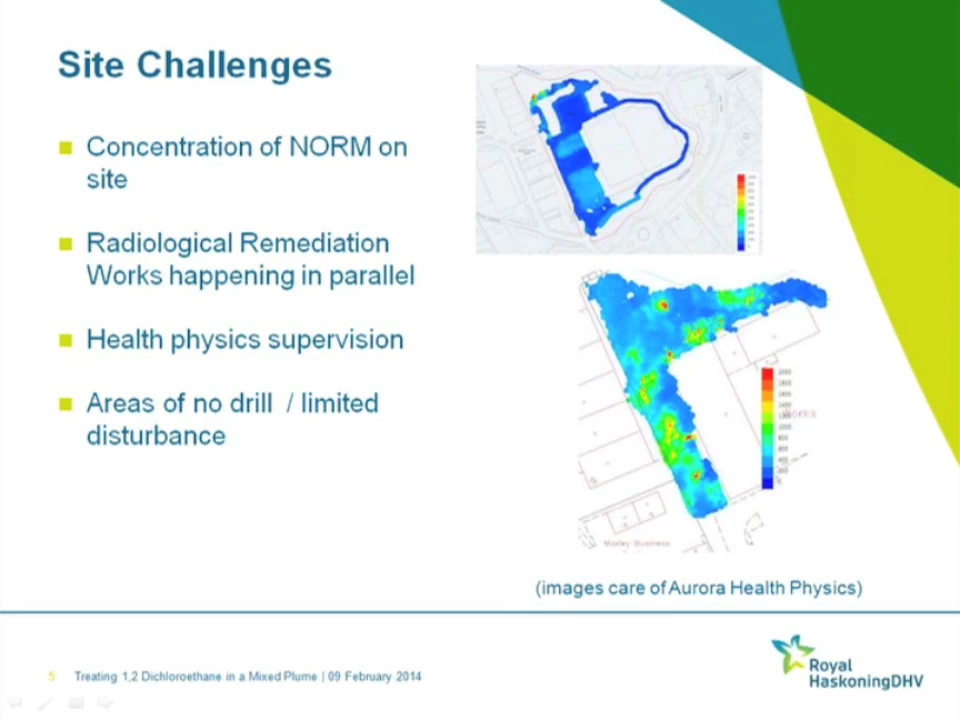 Site Challenges
Concentration of NORM on
site
Radiological Remediation
Works happening in parallel
Health physics supervision
Areas of no drill / limited
disturbance
(images care of Aurora Health Physics)
5 Treating 1,2 Dichloroethane in a Mixed Plume | 09 February 2014
Royal
HaskoningDHV